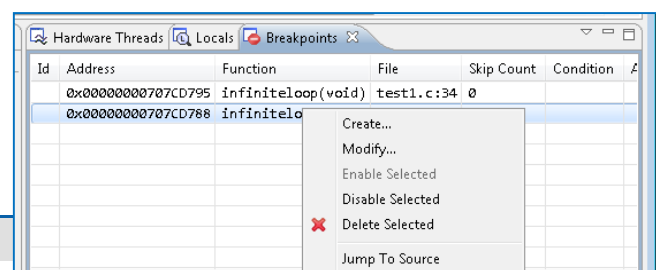 Hardware Threads Locals Breakpoints
Id Address Function File Skip Count Condition
0x00000000707CD795 infiniteloop(void) test1.c:34 0
0x00000000707CD788
Create...
Modify...
Enable Selected
Disable Selected
Delete Selected
Jump To Source